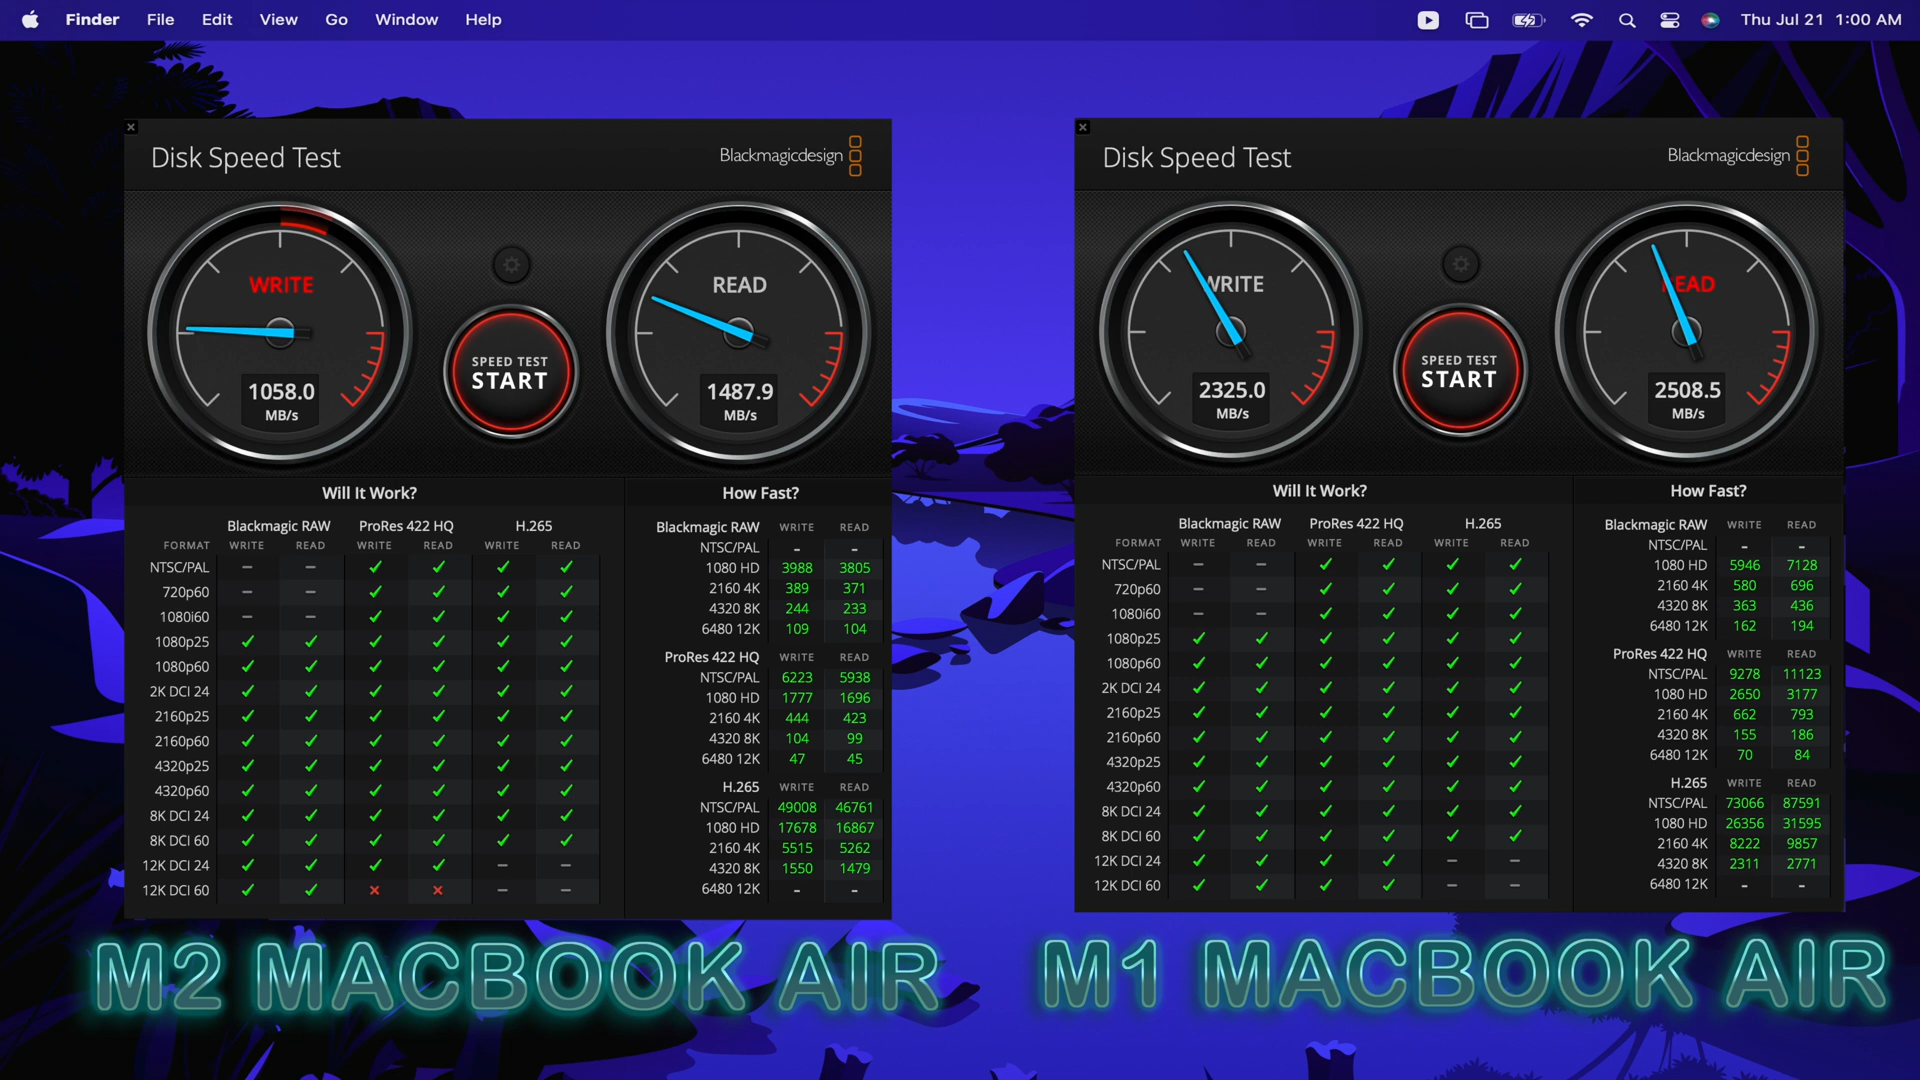 Finder File Edit View Go Window Help Thu Jul 21 1:00 AM
Disk Speed Test Blackmagicdesign
WRITE
1058.0
MB/s
SPEED TEST
START
READ
1487.9
MB/s
Will It Work?
Blackmagic RAW ProRes 422 HQ H.265
FORMAT WRITE READ WRITE READ WRITE READ
NTSC/PAL – – ✓ ✓ ✓ ✓
720p60 – – ✓ ✓ ✓ ✓
1080i60 – – ✓ ✓ ✓ ✓
1080p25 ✓ ✓ ✓ ✓ ✓ ✓
1080p60 ✓ ✓ ✓ ✓ ✓ ✓
2K DCI 24 ✓ ✓ ✓ ✓ ✓ ✓
2160p25 ✓ ✓ ✓ ✓ ✓ ✓
2160p60 ✓ ✓ ✓ ✓ ✓ ✓
4320p25 ✓ ✓ ✓ ✓ ✓ ✓
4320p60 ✓ ✓ ✓ ✓ ✓ ✓
8K DCI 24 ✓ ✓ ✓ ✓ ✓ ✓
8K DCI 60 ✓ ✓ ✓ ✓ ✓ ✓
12K DCI 24 ✓ ✓ ✓ ✓ – –
12K DCI 60 ✓ ✓ × × – –
How Fast?
Blackmagic RAW WRITE READ
NTSC/PAL - -
1080 HD 3988 3805
2160 4K 389 371
4320 8K 244 233
6480 12K 109 104
ProRes 422 HQ WRITE READ
NTSC/PAL 6223 5938
1080 HD 1777 1696
2160 4K 444 423
4320 8K 104 99
6480 12K 47 45
H.265 WRITE READ
NTSC/PAL 49008 46761
1080 HD 17678 16867
2160 4K 5515 5262
4320 8K 1550 1479
6480 12K - -
M2 MACBOOK AIR
Disk Speed Test Blackmagicdesign
WRITE
2325.0
MB/s
SPEED TEST
START
READ
2508.5
MB/s
Will It Work?
Blackmagic RAW ProRes 422 HQ H.265
FORMAT WRITE READ WRITE READ WRITE READ
NTSC/PAL – – ✓ ✓ ✓ ✓
720p60 – – ✓ ✓ ✓ ✓
1080i60 – – ✓ ✓ ✓ ✓
1080p25 ✓ ✓ ✓ ✓ ✓ ✓
1080p60 ✓ ✓ ✓ ✓ ✓ ✓
2K DCI 24 ✓ ✓ ✓ ✓ ✓ ✓
2160p25 ✓ ✓ ✓ ✓ ✓ ✓
2160p60 ✓ ✓ ✓ ✓ ✓ ✓
4320p25 ✓ ✓ ✓ ✓ ✓ ✓
4320p60 ✓ ✓ ✓ ✓ ✓ ✓
8K DCI 24 ✓ ✓ ✓ ✓ ✓ ✓
8K DCI 60 ✓ ✓ ✓ ✓ ✓ ✓
12K DCI 24 ✓ ✓ ✓ ✓ – –
12K DCI 60 ✓ ✓ ✓ ✓ – –
How Fast?
Blackmagic RAW WRITE READ
NTSC/PAL - -
1080 HD 5946 7128
2160 4K 580 696
4320 8K 363 436
6480 12K 162 194
ProRes 422 HQ WRITE READ
NTSC/PAL 9278 11123
1080 HD 2650 3177
2160 4K 662 793
4320 8K 155 186
6480 12K 70 84
H.265 WRITE READ
NTSC/PAL 73066 87591
1080 HD 26356 31595
2160 4K 8222 9857
4320 8K 2311 2771
6480 12K - -
M1 MACBOOK AIR